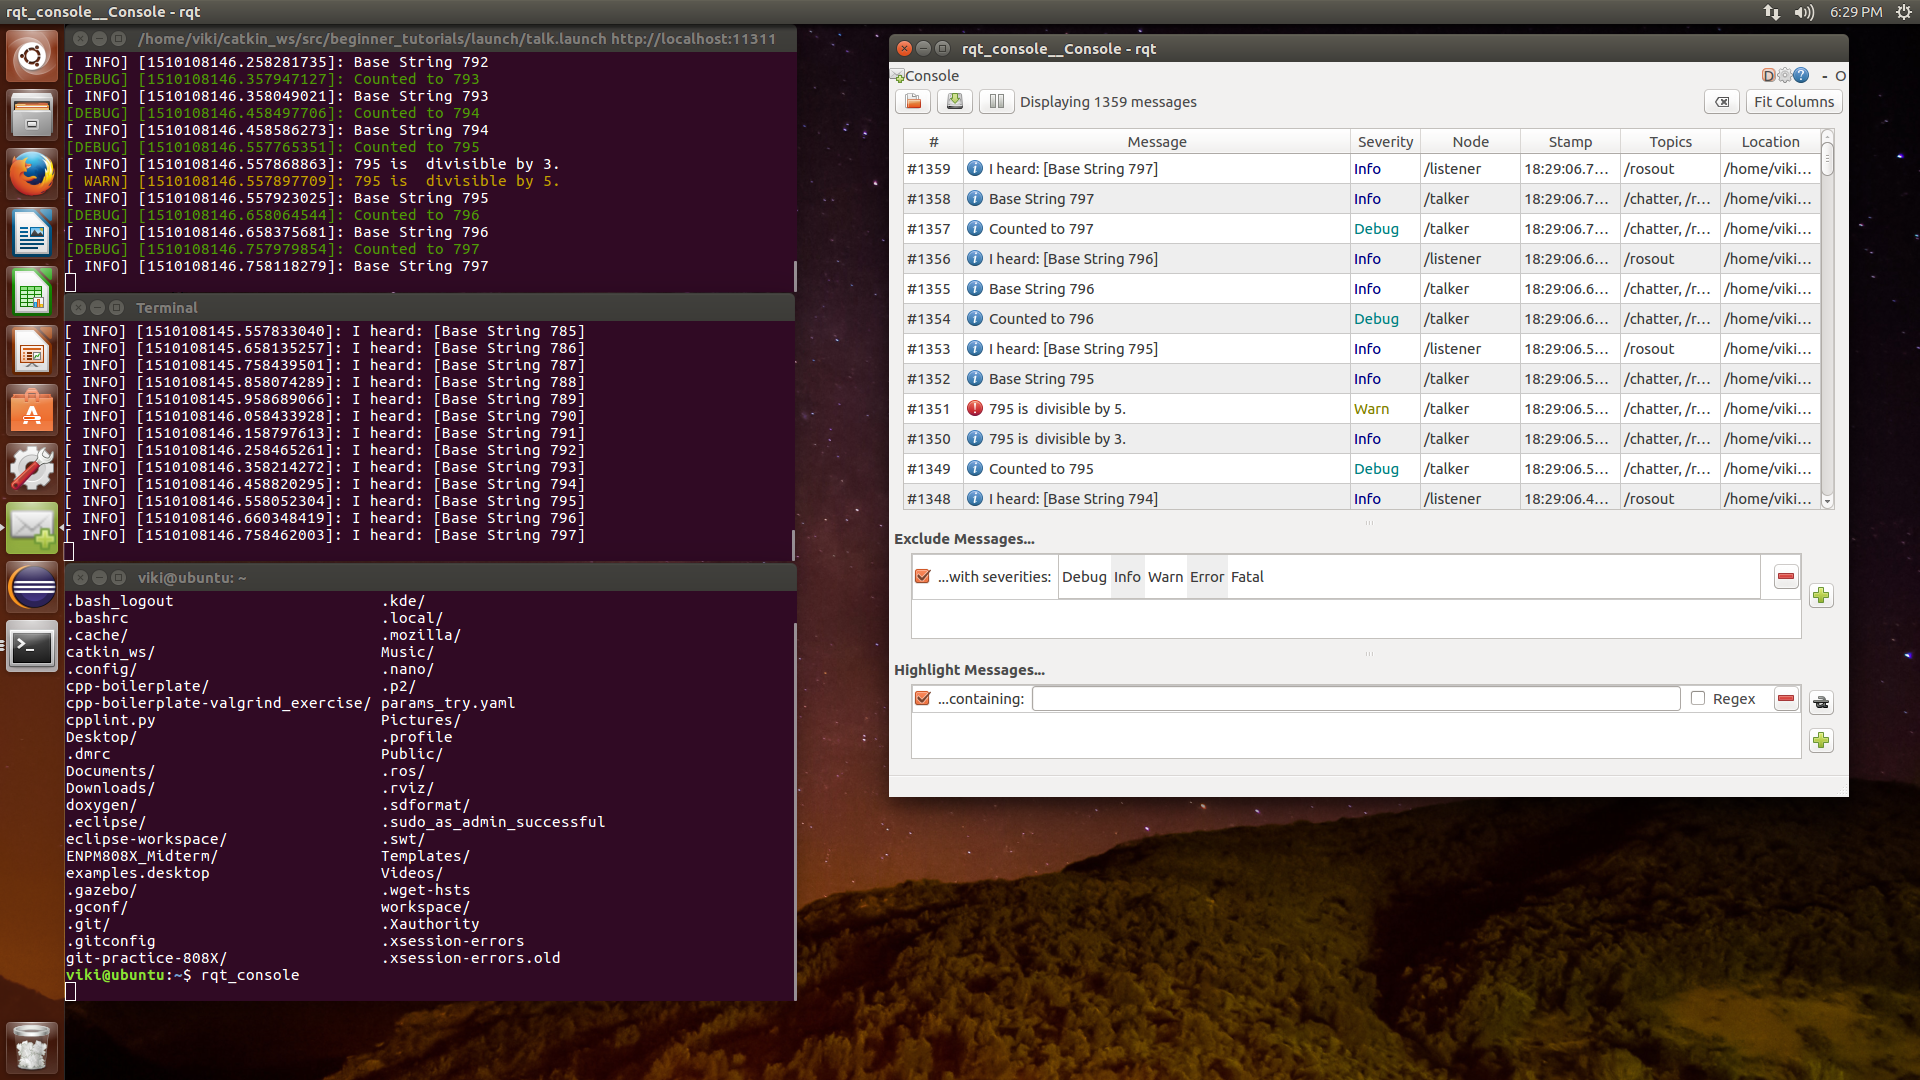 rqt_console__Console - rqt
6:29 PM
/home/viki/catkin_ws/src/beginner_tutorials/launch/talk.launch http://localhost:11311
[ INFO] [1510108146.258281735]: Base String 792
[DEBUG] [1510108146.357947127]: Counted to 793
[ INFO] [1510108146.358049021]: Base String 793
[DEBUG] [1510108146.458497706]: Counted to 794
[ INFO] [1510108146.458586273]: Base String 794
[DEBUG] [1510108146.557765351]: Counted to 795
[ INFO] [1510108146.557868863]: 795 is  divisible by 3.
[ WARN] [1510108146.557897709]: 795 is  divisible by 5.
[ INFO] [1510108146.557923025]: Base String 795
[DEBUG] [1510108146.658064544]: Counted to 796
[ INFO] [1510108146.658375681]: Base String 796
[DEBUG] [1510108146.757979854]: Counted to 797
[ INFO] [1510108146.758118279]: Base String 797
Terminal
[ INFO] [1510108145.557833040]: I heard: [Base String 785]
[ INFO] [1510108145.658135257]: I heard: [Base String 786]
[ INFO] [1510108145.758439501]: I heard: [Base String 787]
[ INFO] [1510108145.858074289]: I heard: [Base String 788]
[ INFO] [1510108145.958689066]: I heard: [Base String 789]
[ INFO] [1510108146.058433928]: I heard: [Base String 790]
[ INFO] [1510108146.158797613]: I heard: [Base String 791]
[ INFO] [1510108146.258465261]: I heard: [Base String 792]
[ INFO] [1510108146.358214272]: I heard: [Base String 793]
[ INFO] [1510108146.458820295]: I heard: [Base String 794]
[ INFO] [1510108146.558052304]: I heard: [Base String 795]
[ INFO] [1510108146.660348419]: I heard: [Base String 796]
[ INFO] [1510108146.758462003]: I heard: [Base String 797]
viki@ubuntu: ~
.bash_logout .kde/
.bashrc .local/
.cache/ .mozilla/
catkin_ws/ Music/
.config/ .nano/
cpp-boilerplate/ .p2/
cpp-boilerplate-valgrind_exercise/ params_try.yaml
cpplint.py Pictures/
Desktop/ .profile
.dmrc Public/
Documents/ .ros/
Downloads/ .rviz/
doxygen/ .sdformat/
.eclipse/ .sudo_as_admin_successful
eclipse-workspace/ .swt/
ENPM808X_Midterm/ Templates/
examples.desktop Videos/
.gazebo/ .wget-hsts
.gconf/ workspace/
.git/ .Xauthority
.gitconfig .xsession-errors
git-practice-808X/ .xsession-errors.old
viki@ubuntu:~$ rqt_console
rqt_console__Console - rqt
Console D ? - O
Displaying 1359 messages Fit Columns
# Message Severity Node Stamp Topics Location
#1359 I heard: [Base String 797] Info /listener 18:29:06.7... /rosout /home/viki...
#1358 Base String 797 Info /talker 18:29:06.7... /chatter, /r... /home/viki...
#1357 Counted to 797 Debug /talker 18:29:06.7... /chatter, /r... /home/viki...
#1356 I heard: [Base String 796] Info /listener 18:29:06.6... /rosout /home/viki...
#1355 Base String 796 Info /talker 18:29:06.6... /chatter, /r... /home/viki...
#1354 Counted to 796 Debug /talker 18:29:06.6... /chatter, /r... /home/viki...
#1353 I heard: [Base String 795] Info /listener 18:29:06.5... /rosout /home/viki...
#1352 Base String 795 Info /talker 18:29:06.5... /chatter, /r... /home/viki...
#1351 795 is  divisible by 5. Warn /talker 18:29:06.5... /chatter, /r... /home/viki...
#1350 795 is  divisible by 3. Info /talker 18:29:06.5... /chatter, /r... /home/viki...
#1349 Counted to 795 Debug /talker 18:29:06.5... /chatter, /r... /home/viki...
#1348 I heard: [Base String 794] Info /listener 18:29:06.4... /rosout /home/viki...
Exclude Messages...
...with severities: Debug Info Warn Error Fatal
Highlight Messages...
...containing: Regex